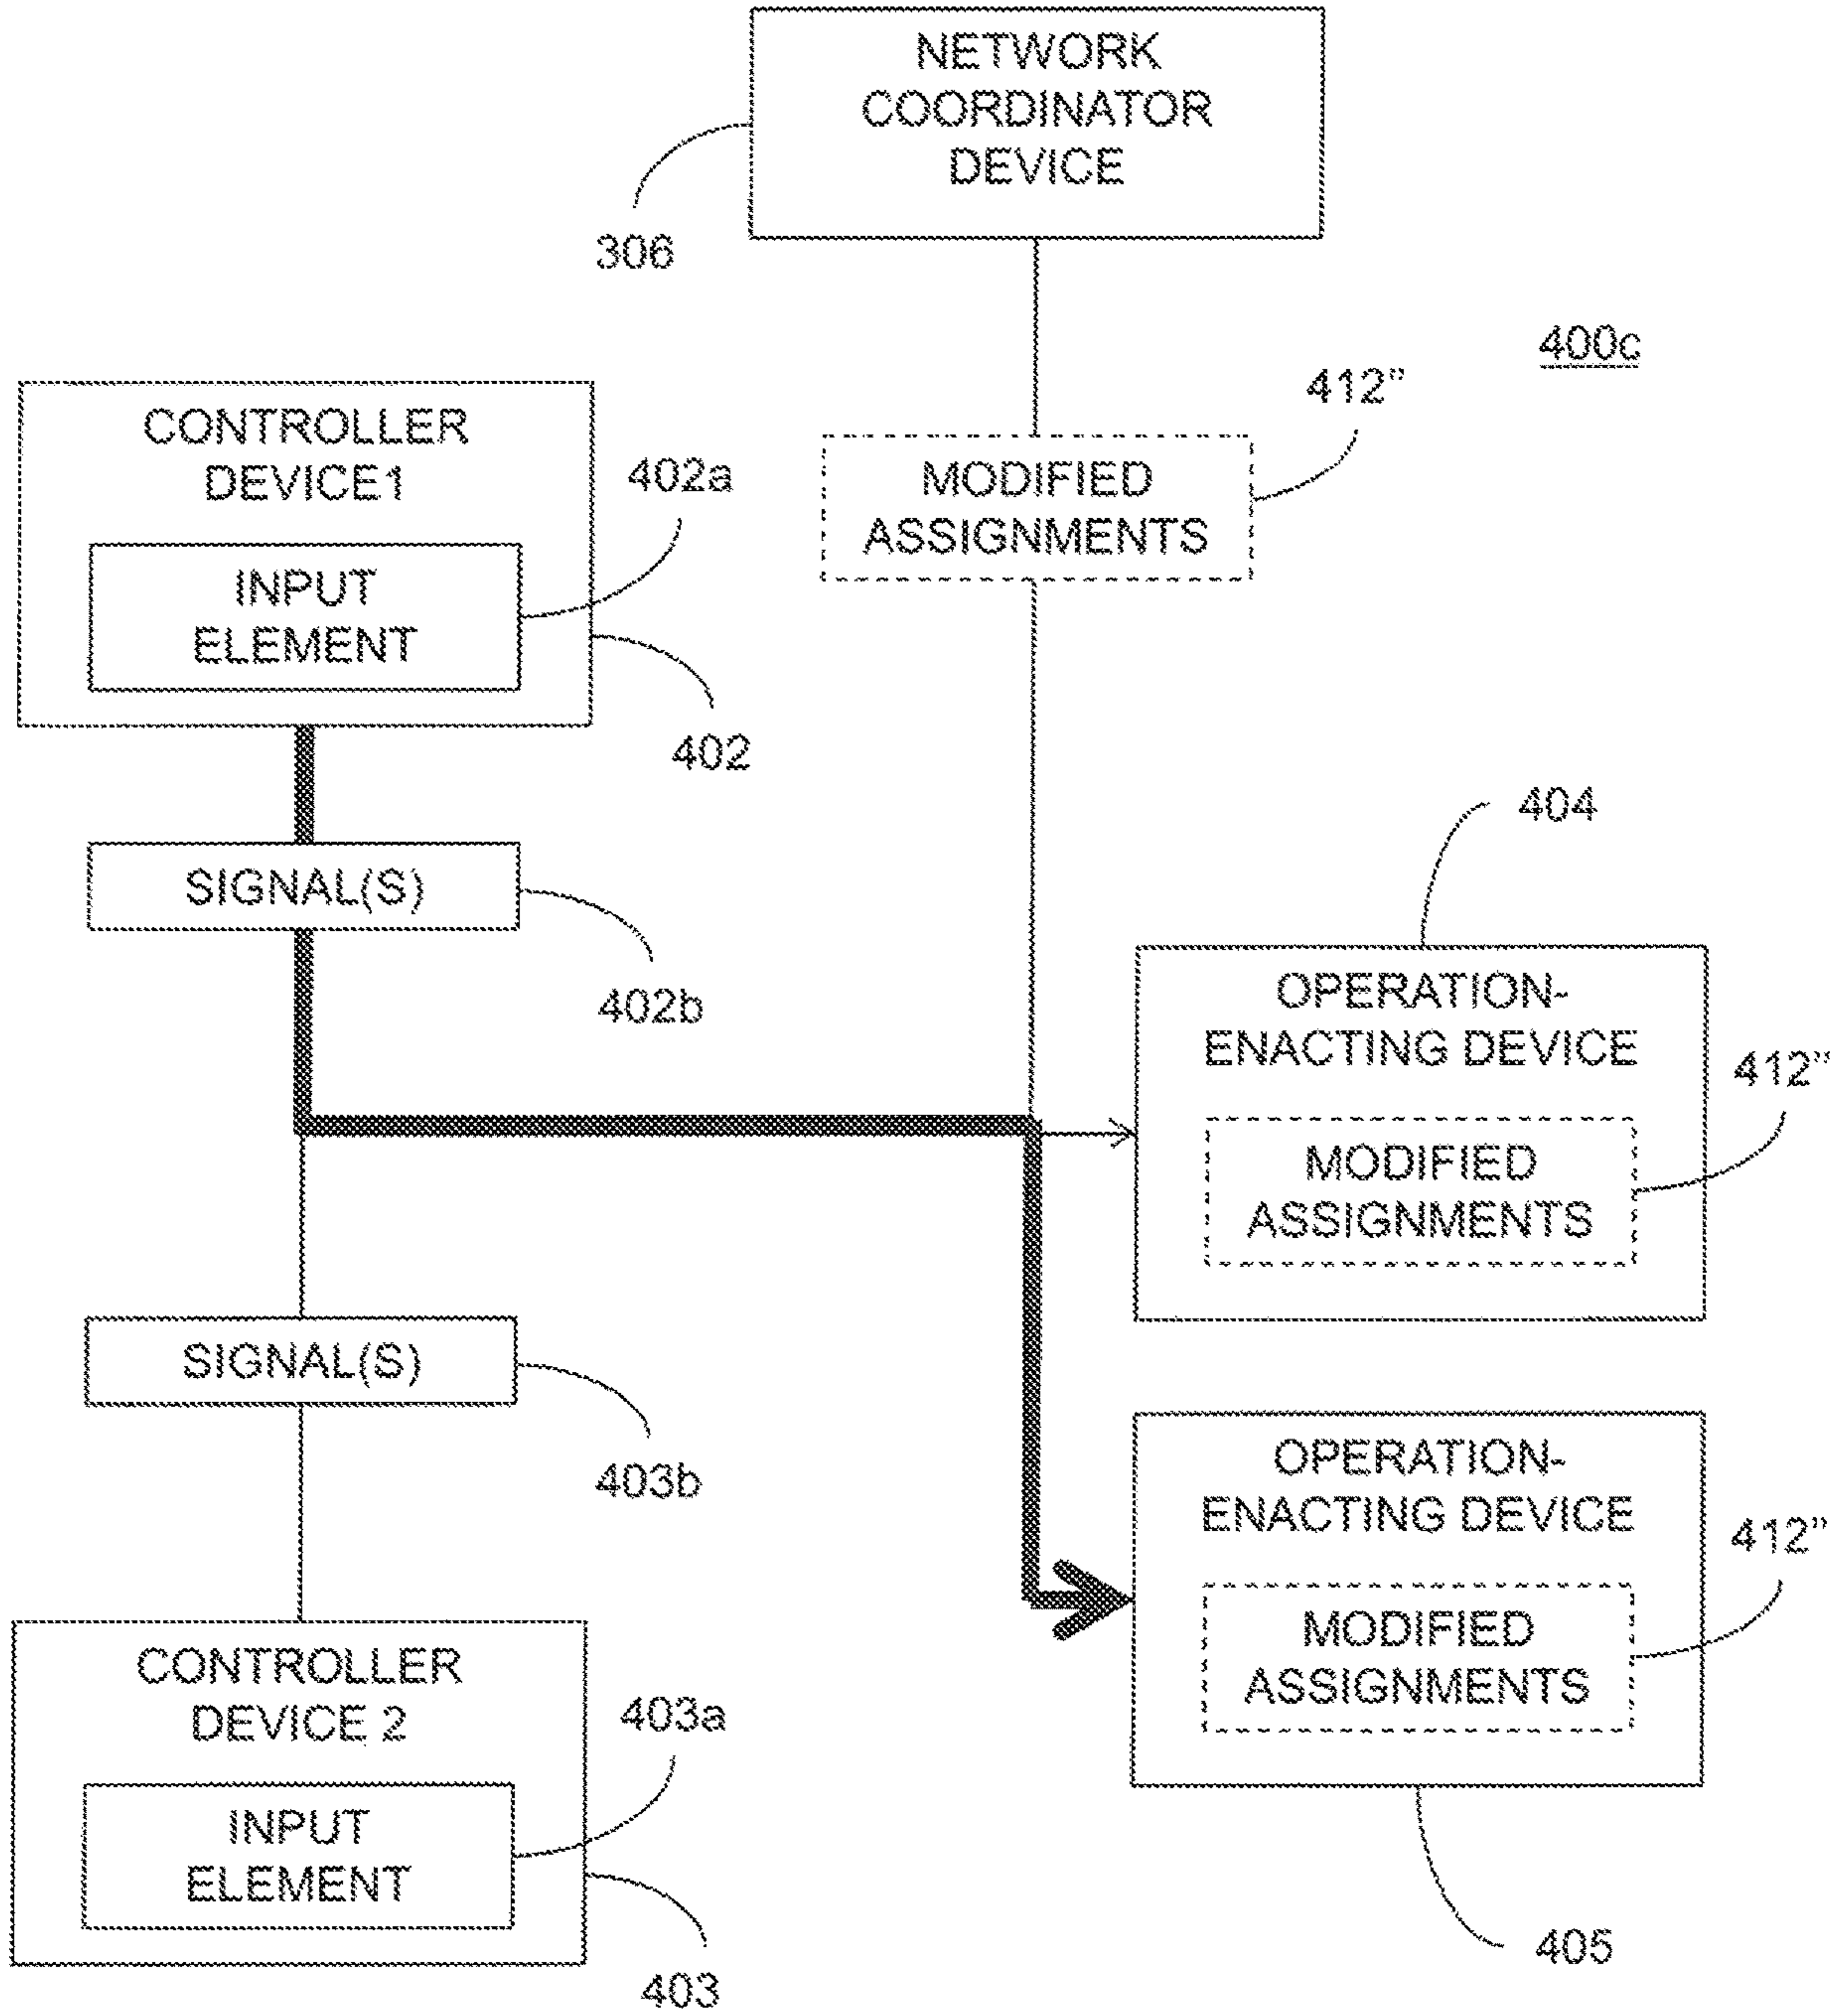 NETWORK
COORDINATOR
DEVICE
306
400c
412”
CONTROLLER
DEVICE1
402a
MODIFIED
ASSIGNMENTS
INPUT
ELEMENT
402
404
SIGNAL(S)
402b
OPERATION-
ENACTING DEVICE
412”
MODIFIED
ASSIGNMENTS
SIGNAL(S)
403b
OPERATION-
ENACTING DEVICE
412”
MODIFIED
ASSIGNMENTS
CONTROLLER
DEVICE 2
403a
INPUT
ELEMENT
403
405